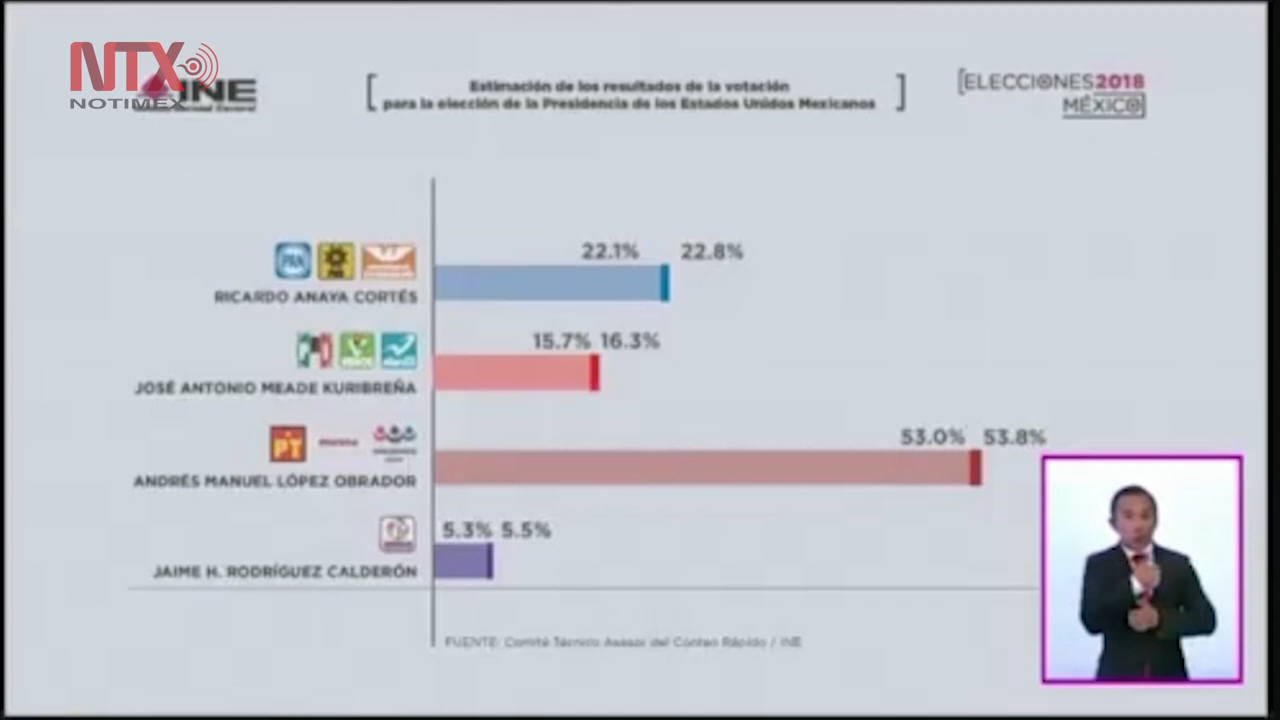 NTX
NOTIMEX
INE
Estimación de los resultados de la votación
para la elección de la Presidencia de los Estados Unidos Mexicanos
ELECCIONES2018
MÉXICO
22.1% 22.8%
PAN
RICARDO ANAYA CORTÉS
15.7% 16.3%
JOSÉ ANTONIO MEADE KURIBREÑA
53.0% 53.8%
PT morena
ANDRÉS MANUEL LÓPEZ OBRADOR
5.3% 5.5%
JAIME H. RODRÍGUEZ CALDERÓN
FUENTE: Comité Técnico Asesor del Conteo Rápido / INE